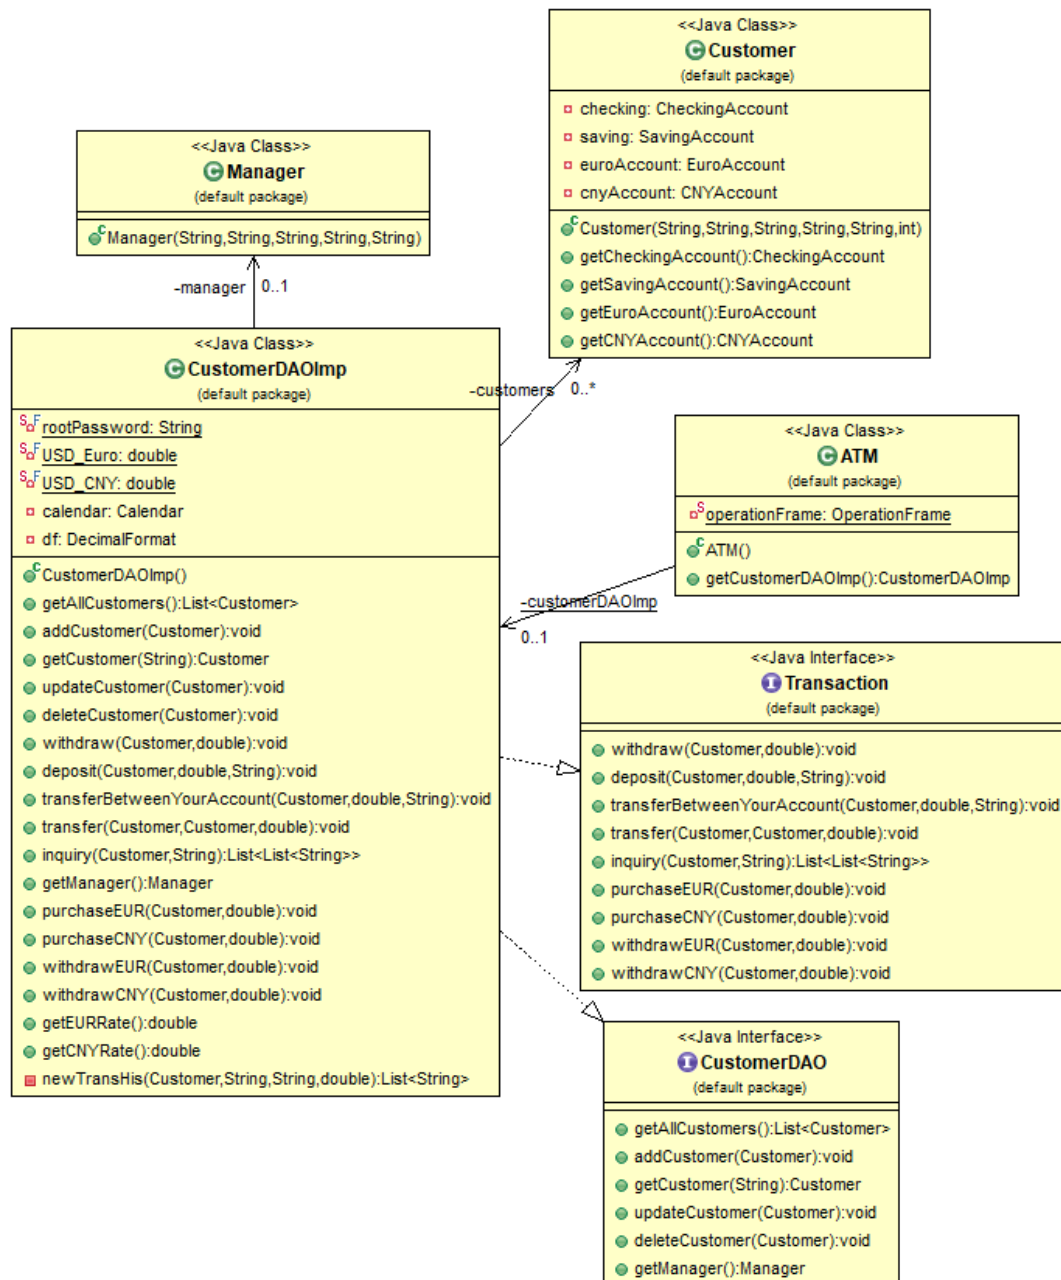 <<Java Class>>
Customer
(default package)
checking: CheckingAccount
saving: SavingAccount
euroAccount: EuroAccount
cnyAccount: CNYAccount
Customer(String,String,String,String,String,int)
getCheckingAccount():CheckingAccount
getSavingAccount():SavingAccount
getEuroAccount():EuroAccount
getCNYAccount():CNYAccount
<<Java Class>>
Manager
(default package)
Manager(String,String,String,String,String)
-manager 0..1
<<Java Class>>
CustomerDAOImp
(default package)
rootPassword: String
USD_Euro: double
USD_CNY: double
calendar: Calendar
df: DecimalFormat
CustomerDAOImp()
getAllCustomers():List<Customer>
addCustomer(Customer):void
getCustomer(String):Customer
updateCustomer(Customer):void
deleteCustomer(Customer):void
withdraw(Customer,double):void
deposit(Customer,double,String):void
transferBetweenYourAccount(Customer,double,String):void
transfer(Customer,Customer,double):void
inquiry(Customer,String):List<List<String>>
getManager():Manager
purchaseEUR(Customer,double):void
purchaseCNY(Customer,double):void
withdrawEUR(Customer,double):void
withdrawCNY(Customer,double):void
getEURRate():double
getCNYRate():double
newTransHis(Customer,String,String,double):List<String>
-customers 0..*
<<Java Class>>
ATM
(default package)
operationFrame: OperationFrame
ATM()
getCustomerDAOImp():CustomerDAOImp
-customerDAOImp
0..1
<<Java Interface>>
Transaction
(default package)
withdraw(Customer,double):void
deposit(Customer,double,String):void
transferBetweenYourAccount(Customer,double,String):void
transfer(Customer,Customer,double):void
inquiry(Customer,String):List<List<String>>
purchaseEUR(Customer,double):void
purchaseCNY(Customer,double):void
withdrawEUR(Customer,double):void
withdrawCNY(Customer,double):void
<<Java Interface>>
CustomerDAO
(default package)
getAllCustomers():List<Customer>
addCustomer(Customer):void
getCustomer(String):Customer
updateCustomer(Customer):void
deleteCustomer(Customer):void
getManager():Manager